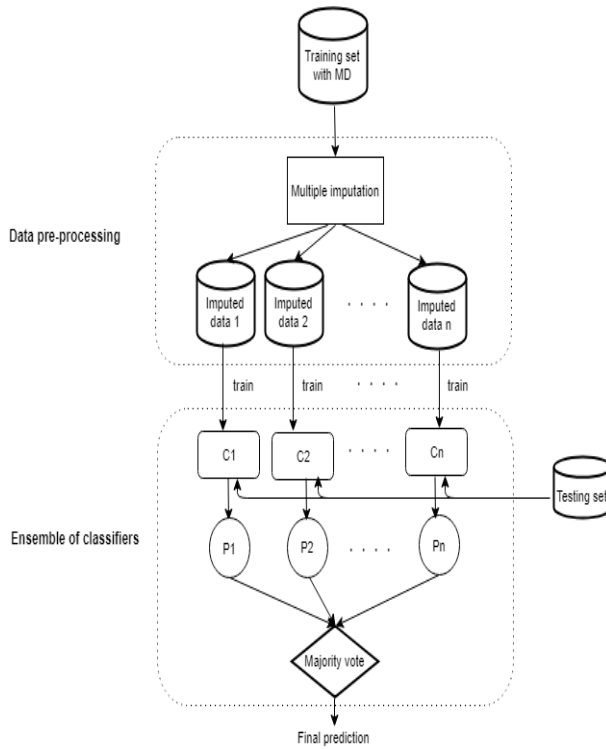 Training set
with MD
Multiple imputation
Data pre-processing
Imputed
data 1
Imputed
data 2
. . . .
Imputed
data n
train
train
. . . .
train
C1
C2
. . . .
Cn
Testing set
Ensemble of classifiers
P1
P2
. . . .
Pn
Majority vote
Final prediction